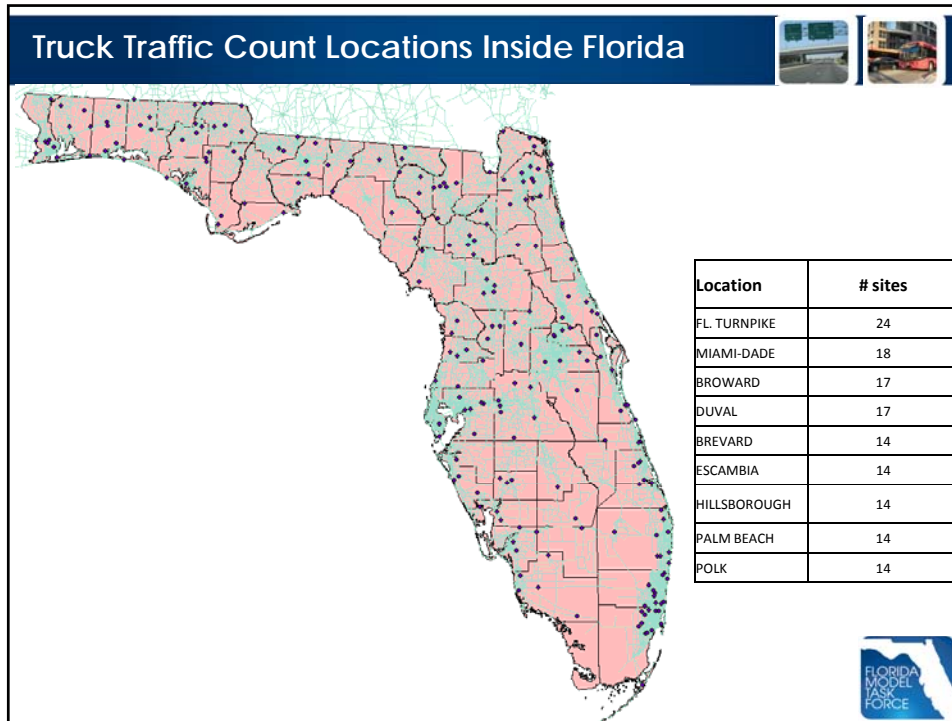 Truck Traffic Count Locations Inside Florida
Location # sites
FL. TURNPIKE 24
MIAMI-DADE 18
BROWARD 17
DUVAL 17
BREVARD 14
ESCAMBIA 14
HILLSBOROUGH 14
PALM BEACH 14
POLK 14
FLORIDA
MODEL
TASK
FORCE